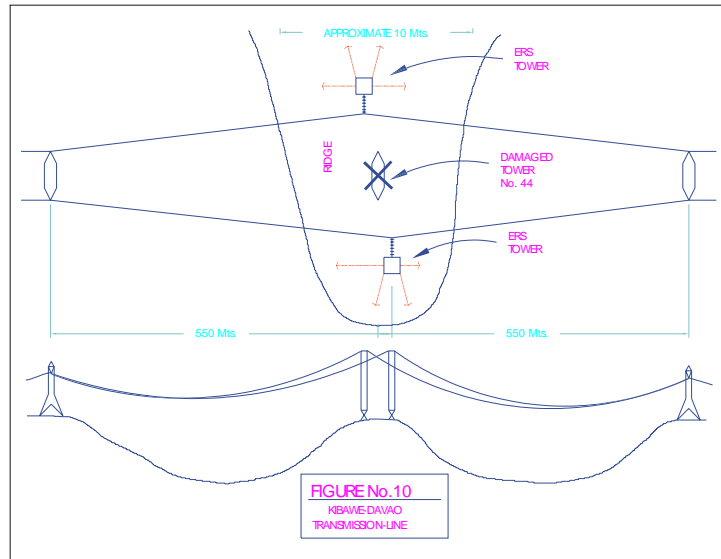 APPROXIMATE 10 Mts.
ERS
TOWER
RIDGE
DAMAGED
TOWER
No. 44
ERS
TOWER
550 Mts.
550 Mts.
FIGURE No.10
KIBAWE-DAVAO
TRANSMISSION-LINE